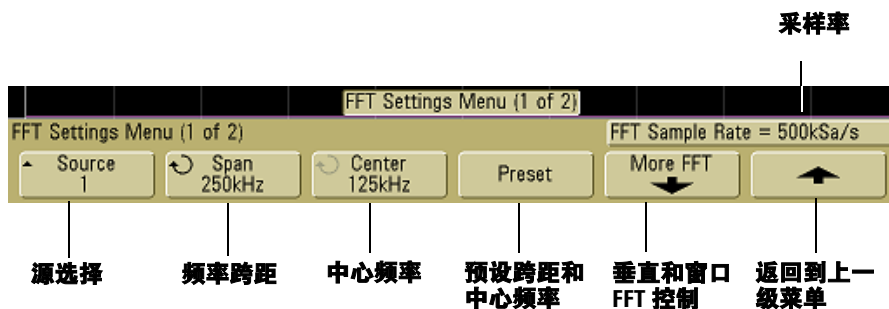 采样率
FFT Settings Menu (1 of 2)
FFT Settings Menu (1 of 2)
FFT Sample Rate = 500kSa/s
Source
1
Span
250kHz
Center
125kHz
Preset
More FFT
源选择
频率跨距
中心频率
预设跨距和
中心频率
垂直和窗口
FFT 控制
返回到上一
级菜单